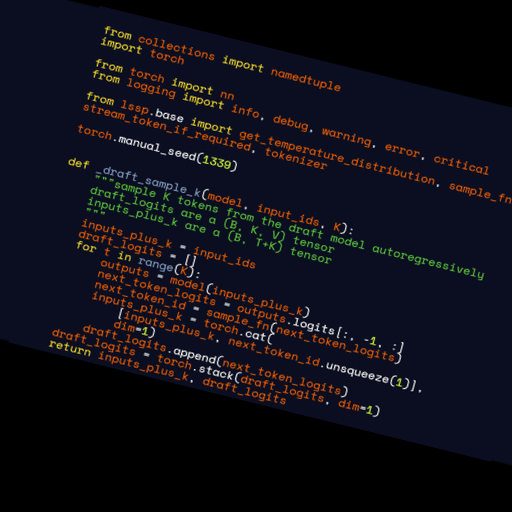 from collections import namedtuple
import torch
from torch import nn
from logging import info, debug, warning, error, critical
from lssp.base import get_temperature_distribution, sample_fn
stream_token_if_required, tokenizer
torch.manual_seed(1339)
def _draft_sample_k(model, input_ids, K):
"""sample K tokens from the draft model autoregressively
draft_logits are a (B, K, V) tensor
inputs_plus_k are a (B, T+K) tensor
"""
inputs_plus_k = input_ids
draft_logits = []
for t in range(K):
outputs = model(inputs_plus_k)
next_token_logits = outputs.logits[:, -1, :]
next_token_id = sample_fn(next_token_logits)
inputs_plus_k = torch.cat(
[inputs_plus_k, next_token_id.unsqueeze(1)],
dim=1)
draft_logits.append(next_token_logits)
draft_logits = torch.stack(draft_logits, dim=1)
return inputs_plus_k, draft_logits